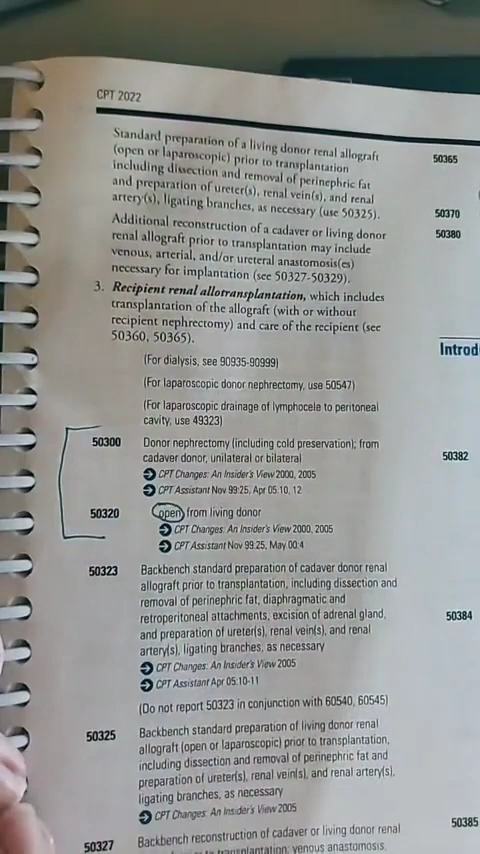 CPT 2022
Standard preparation of a living donor renal allograft
(open or laparoscopic) prior to transplantation
including dissection and removal of perinephric fat
and preparation of ureter(s), renal vein(s), and renal
artery(s), ligating branches, as necessary (use 50325).
Additional reconstruction of a cadaver or living donor
renal allograft prior to transplantation may include
venous, arterial, and/or ureteral anastomosis(es)
necessary for implantation (see 50327-50329).
3. Recipient renal allotransplantation, which includes
transplantation of the allograft (with or without
recipient nephrectomy) and care of the recipient (see
50360, 50365).
(For dialysis, see 90935-90999)
(For laparoscopic donor nephrectomy, use 50547)
(For laparoscopic drainage of lymphocele to peritoneal
cavity, use 49323)
50300 Donor nephrectomy (including cold preservation); from
cadaver donor, unilateral or bilateral
CPT Changes: An Insider's View 2000, 2005
CPT Assistant Nov 99:25, Apr 05:10, 12
50320 open, from living donor
CPT Changes: An Insider's View 2000, 2005
CPT Assistant Nov 99:25, May 00:4
50323 Backbench standard preparation of cadaver donor renal
allograft prior to transplantation, including dissection and
removal of perinephric fat, diaphragmatic and
retroperitoneal attachments, excision of adrenal gland,
and preparation of ureter(s), renal vein(s), and renal
artery(s), ligating branches, as necessary
CPT Changes: An Insider's View 2005
CPT Assistant Apr 05:10-11
(Do not report 50323 in conjunction with 60540, 60545)
50325 Backbench standard preparation of living donor renal
allograft (open or laparoscopic) prior to transplantation,
including dissection and removal of perinephric fat and
preparation of ureter(s), renal vein(s), and renal artery(s),
ligating branches, as necessary
CPT Changes: An Insider's View 2005
50327 Backbench reconstruction of cadaver or living donor renal
to transplantation; venous anastomosis,
50365
50370
50380
Introd
50382
50384
50385